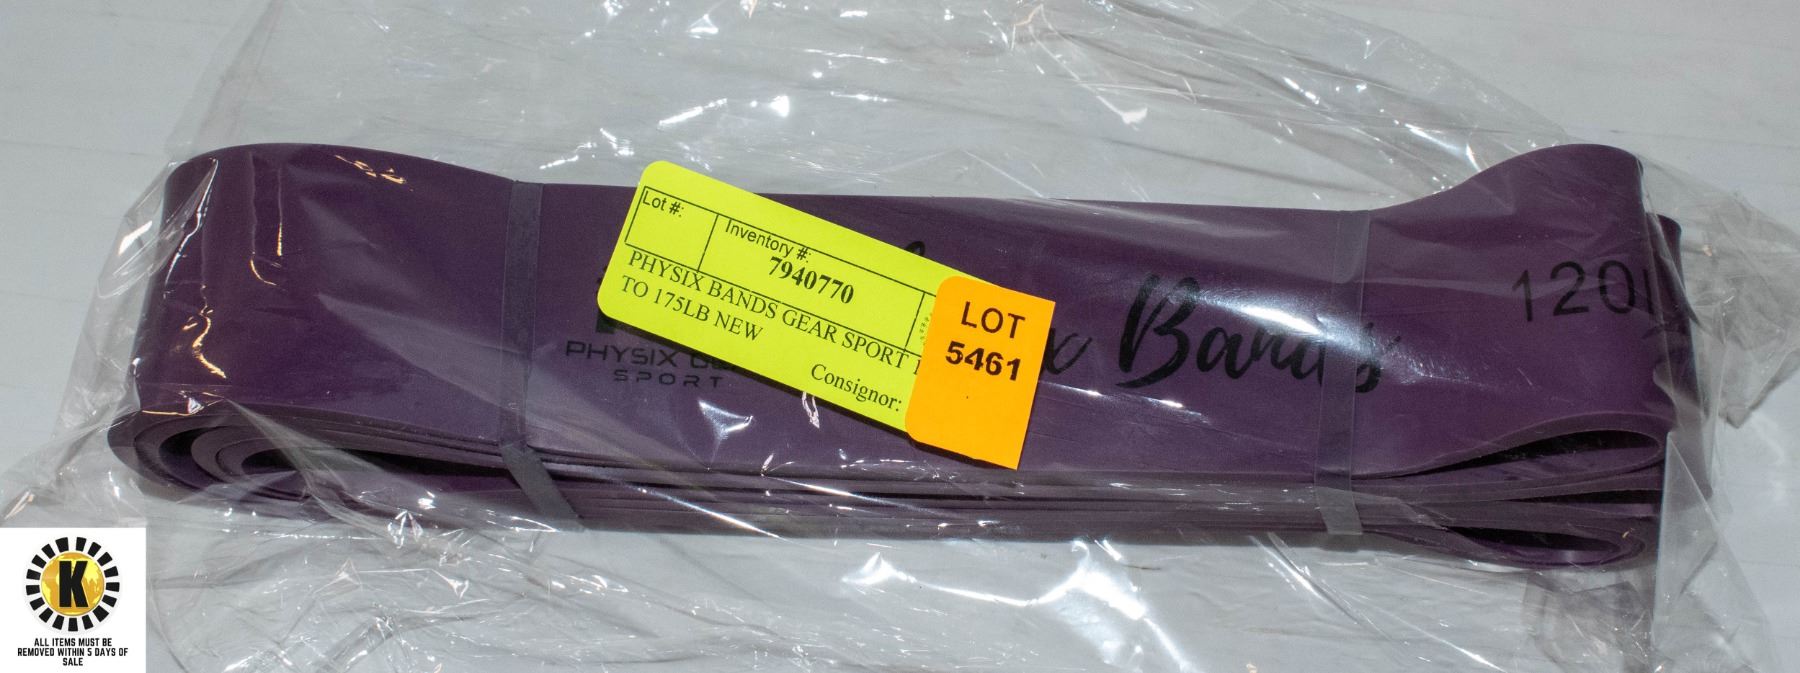 Lot #:
Inventory #:
7940770
PHYSIX BANDS GEAR SPORT
TO 175LB NEW
Consignor:
LOT
5461
Bands
120
PHYSIX
SPORT
K
ALL ITEMS MUST BE
REMOVED WITHIN 5 DAYS OF
SALE